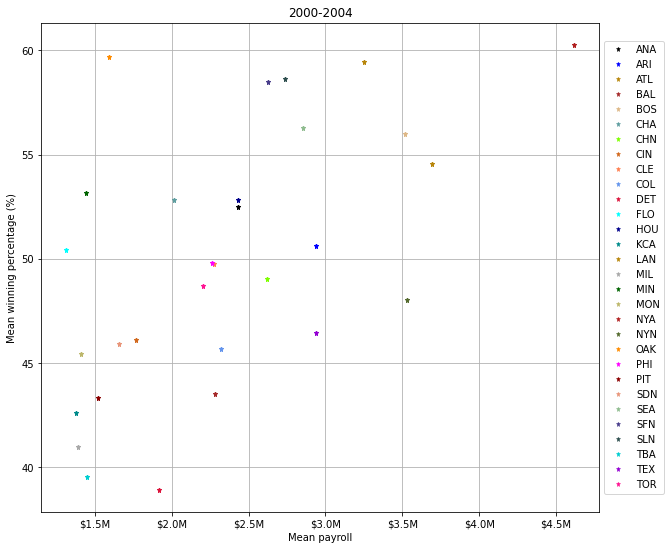 2000-2004
Mean winning percentage (%)
60
55
50
45
40
$1.5M
$2.0M
$2.5M
$3.0M
$3.5M
$4.0M
$4.5M
Mean payroll
ANA
ARI
ATL
BAL
BOS
CHA
CHN
CIN
CLE
COL
DET
FLO
HOU
KCA
LAN
MIL
MIN
MON
NYA
NYN
OAK
PHI
PIT
SDN
SEA
SFN
SLN
TBA
TEX
TOR